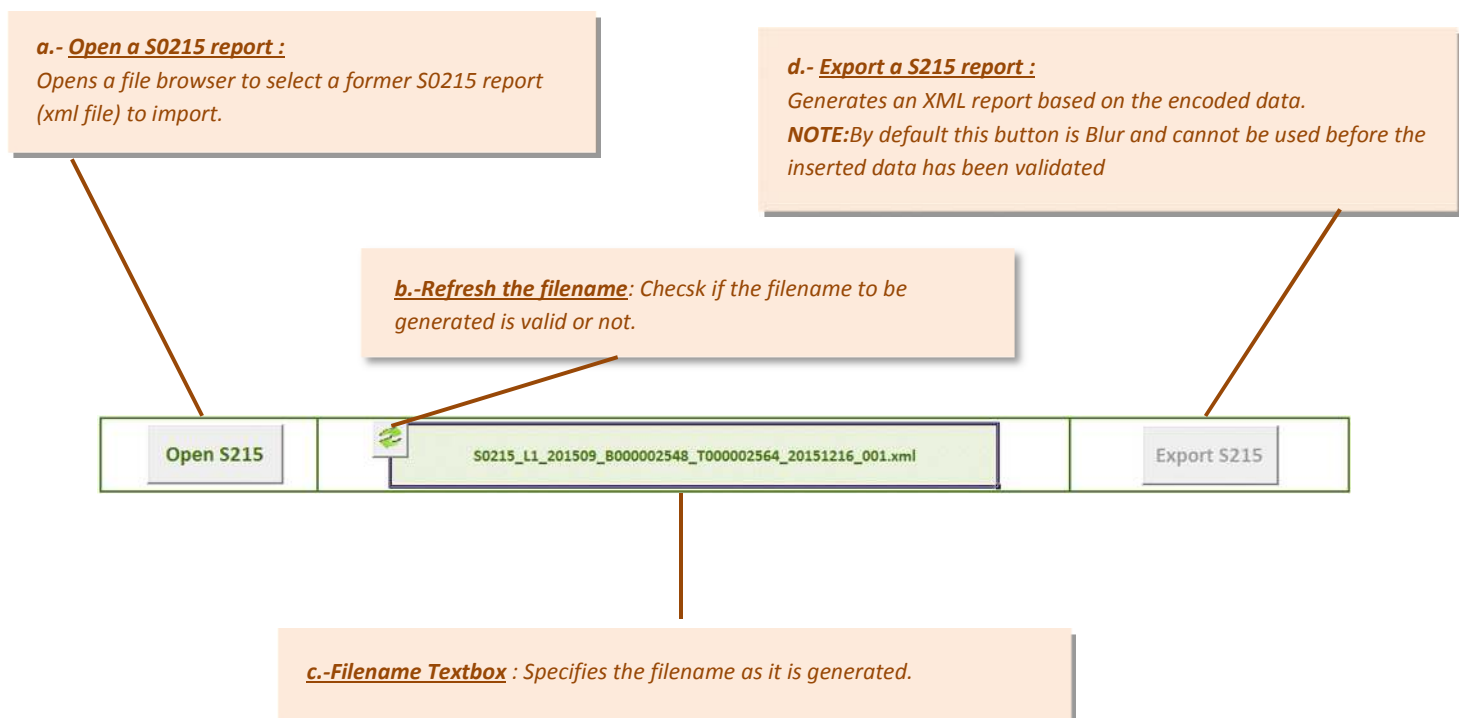 a.- Open a S0215 report :
Opens a file browser to select a former S0215 report
(xml file) to import.
d.- Export a S215 report :
Generates an XML report based on the encoded data.
NOTE:By default this button is Blur and cannot be used before the
inserted data has been validated
b.-Refresh the filename: Checsk if the filename to be
generated is valid or not.
Open S215
S0215_L1_201509_B000002548_T000002564_20151216_001.xml
Export S215
c.-Filename Textbox : Specifies the filename as it is generated.